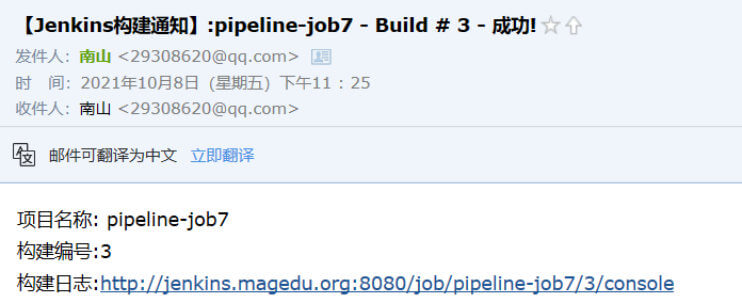 【Jenkins构建通知】:pipeline-job7 - Build # 3 - 成功!
发件人：南山 <29308620@qq.com>
时 间：2021年10月8日（星期五）下午11：25
收件人：南山 <29308620@qq.com>
邮件可翻译为中文 立即翻译
项目名称: pipeline-job7
构建编号:3
构建日志:http://jenkins.magedu.org:8080/job/pipeline-job7/3/console